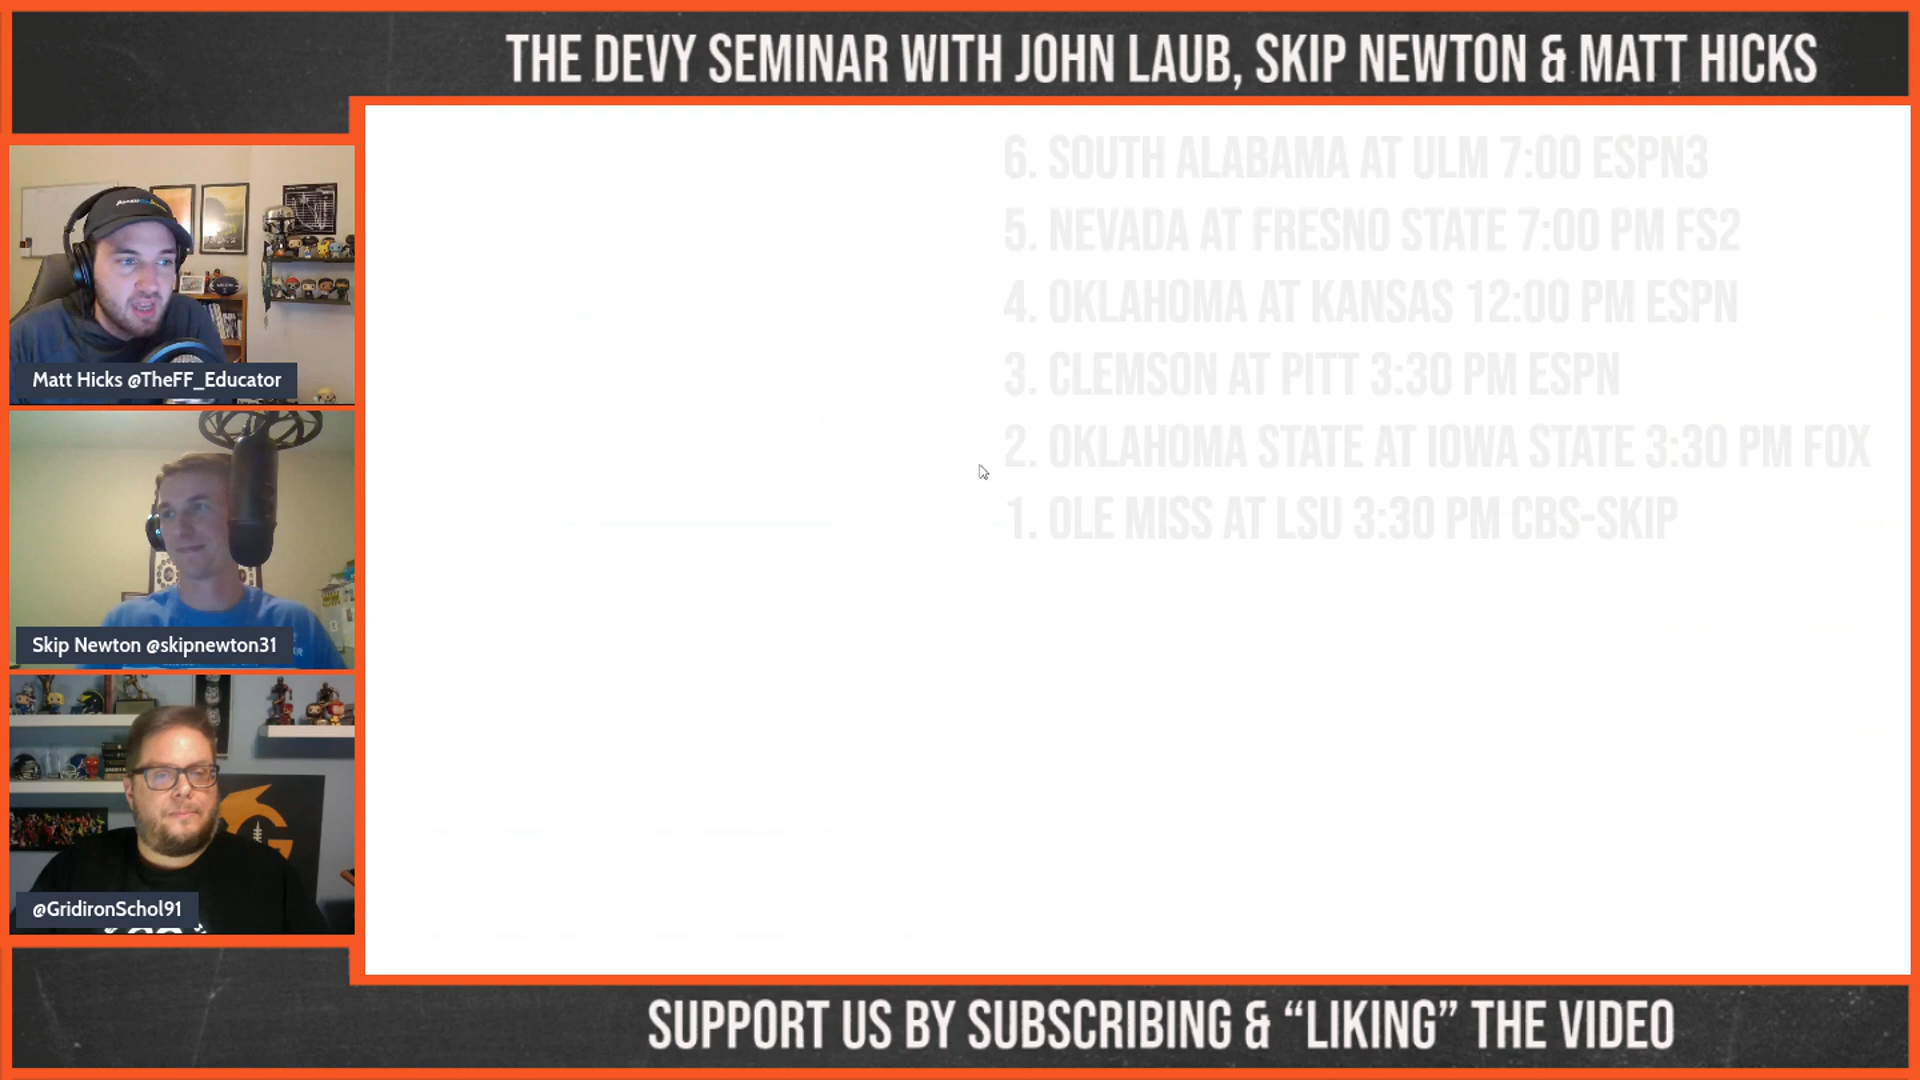 THE DEVY SEMINAR WITH JOHN LAUB, SKIP NEWTON & MATT HICKS
6. SOUTH ALABAMA AT ULM 7:00 ESPN3
5. NEVADA AT FRESNO STATE 7:00 PM FS2
4. OKLAHOMA AT KANSAS 12:00 PM ESPN
3. CLEMSON AT PITT 3:30 PM ESPN
2. OKLAHOMA STATE AT IOWA STATE 3:30 PM FOX
1. OLE MISS AT LSU 3:30 PM CBS-SKIP
Matt Hicks @TheFF_Educator
Skip Newton @skipnewton31
@GridironSchol91
SUPPORT US BY SUBSCRIBING & “LIKING” THE VIDEO